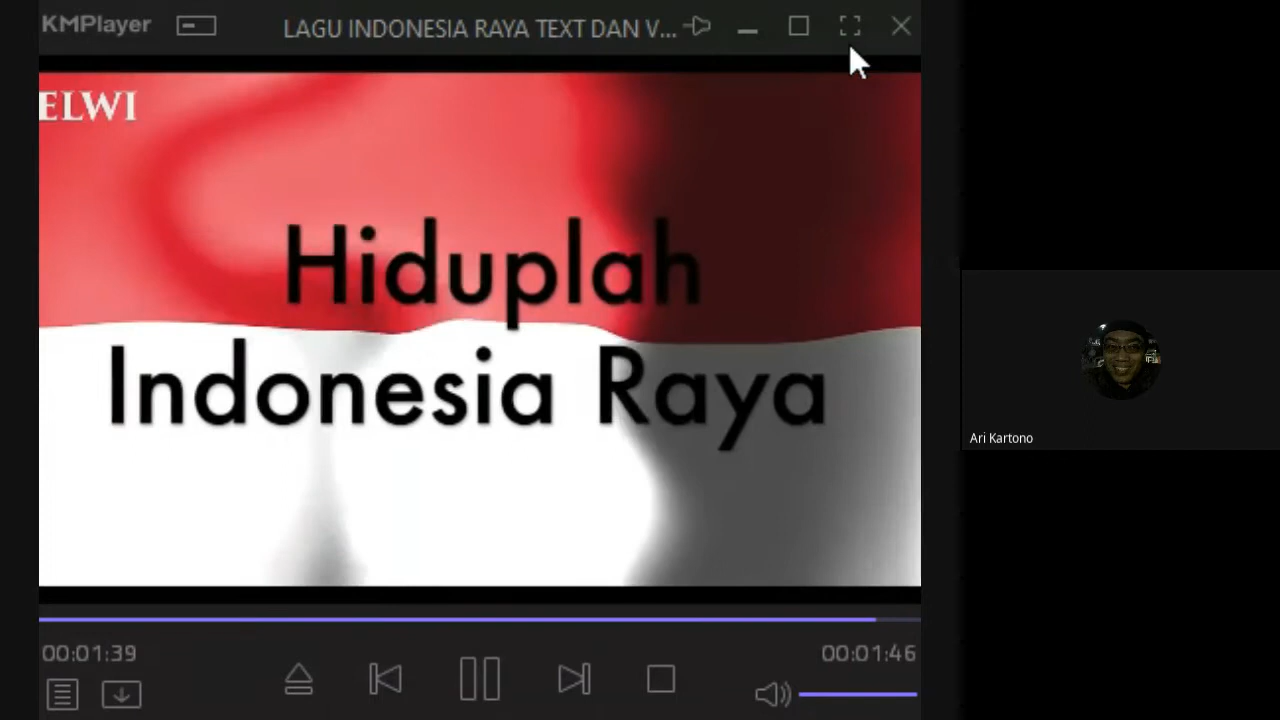 KMPlayer
LAGU INDONESIA RAYA TEXT DAN V...
ELWI
Hiduplah
Indonesia Raya
Ari Kartono
00:01:39
00:01:46